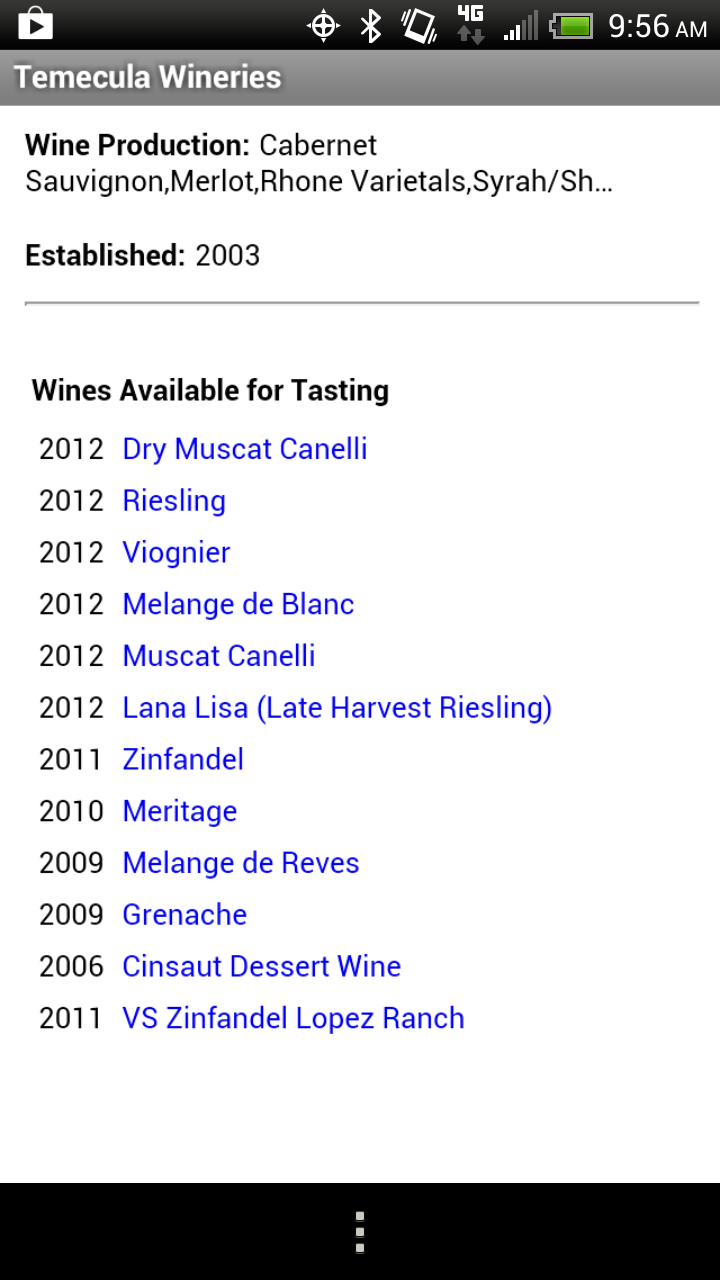 4G 9:56 AM
Temecula Wineries
Wine Production: Cabernet
Sauvignon,Merlot,Rhone Varietals,Syrah/Sh...
Established: 2003
Wines Available for Tasting
2012 Dry Muscat Canelli
2012 Riesling
2012 Viognier
2012 Melange de Blanc
2012 Muscat Canelli
2012 Lana Lisa (Late Harvest Riesling)
2011 Zinfandel
2010 Meritage
2009 Melange de Reves
2009 Grenache
2006 Cinsaut Dessert Wine
2011 VS Zinfandel Lopez Ranch